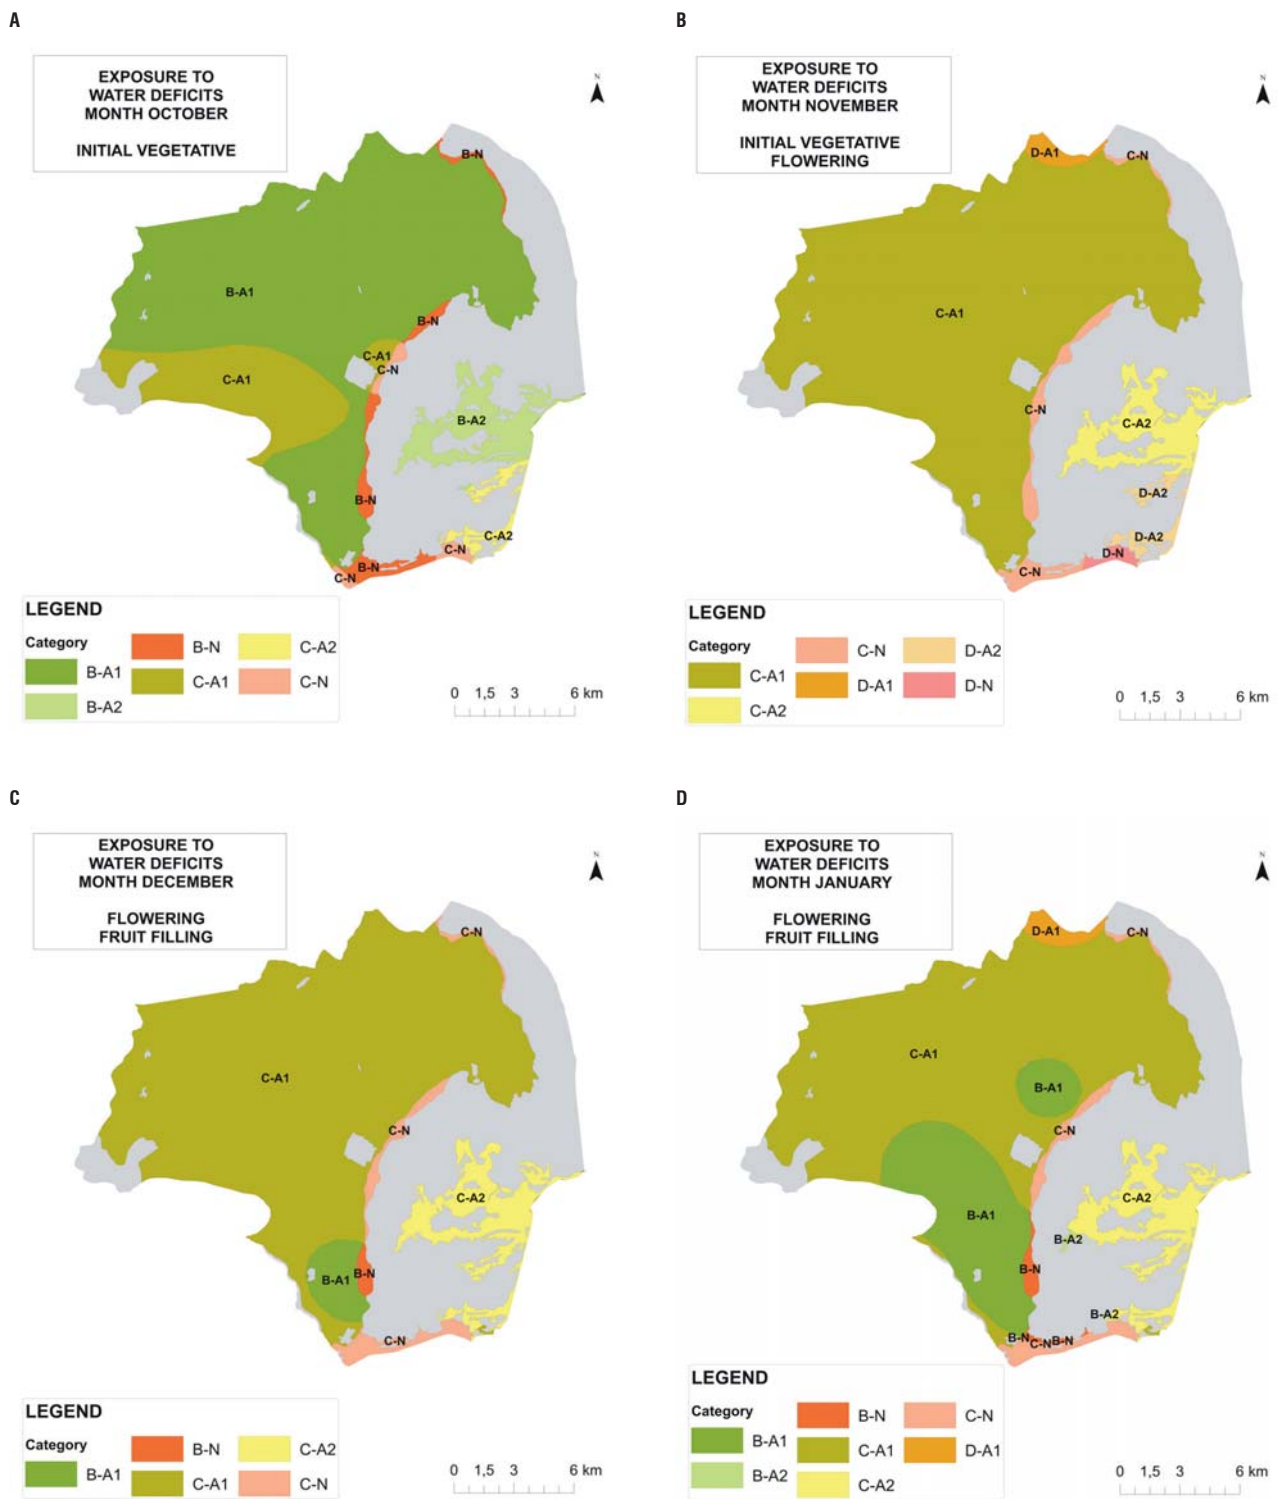 A
EXPOSURE TO
WATER DEFICITS
MONTH OCTOBER
INITIAL VEGETATIVE
N
B-N
B-A1
B-N
C-A1
C-N
C-A1
B-A2
B-N
C-A2
C-N
B-N
C-N
LEGEND
Category
B-A1
B-A2
B-N
C-A1
C-A2
C-N
0 1,5 3 6 km
B
EXPOSURE TO
WATER DEFICITS
MONTH NOVEMBER
INITIAL VEGETATIVE
FLOWERING
N
D-A1
C-N
C-A1
C-N
C-A2
D-A2
D-A2
D-N
C-N
LEGEND
Category
C-A1
C-A2
C-N
D-A1
D-A2
D-N
0 1,5 3 6 km
C
EXPOSURE TO
WATER DEFICITS
MONTH DECEMBER
FLOWERING
FRUIT FILLING
N
C-N
C-A1
C-N
C-A2
B-A1
B-N
C-N
LEGEND
Category
B-A1
B-N
C-A1
C-A2
C-N
0 1,5 3 6 km
D
EXPOSURE TO
WATER DEFICITS
MONTH JANUARY
FLOWERING
FRUIT FILLING
N
D-A1
C-N
C-A1
B-A1
C-N
C-A2
B-A1
B-A2
B-N
B-A2
B-N
C-N
B-N
LEGEND
Category
B-A1
B-A2
B-N
C-A1
C-A2
C-N
D-A1
0 1,5 3 6 km